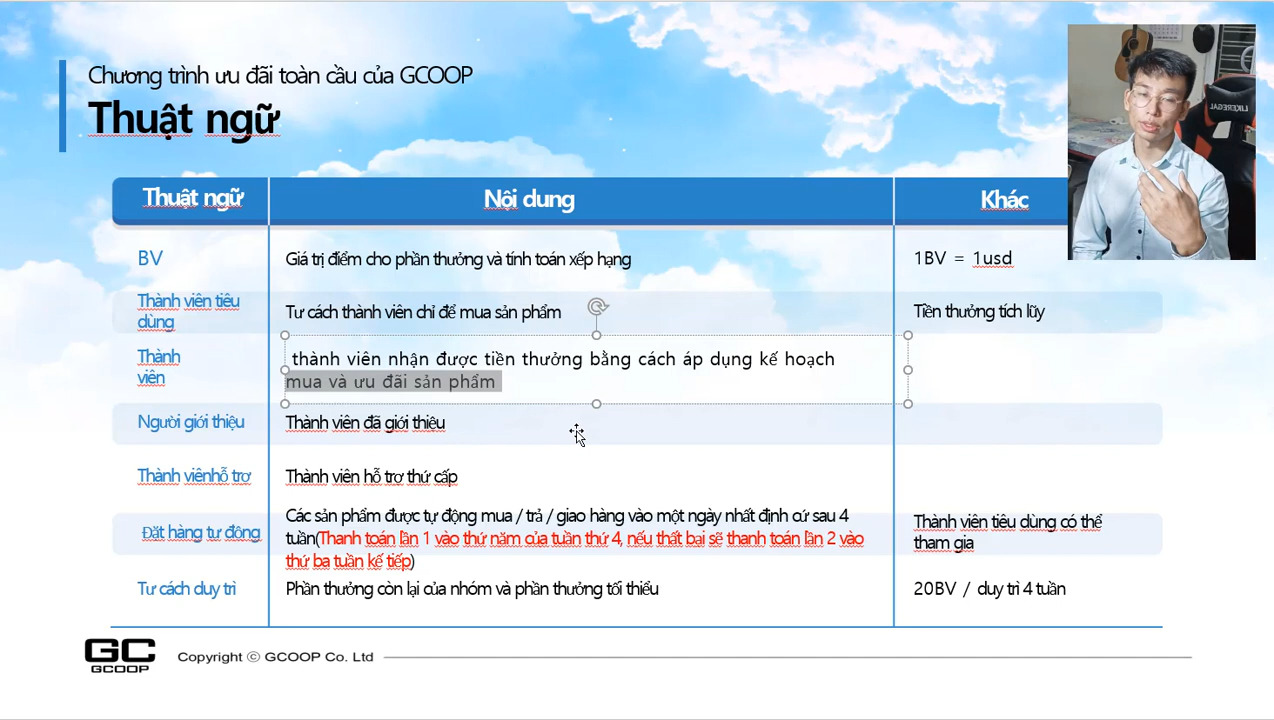 Chương trình ưu đãi toàn cầu của GCOOP
Thuật ngữ
Thuật ngữ
Nội dung
Khác
BV
Giá trị điểm cho phần thưởng và tính toán xếp hạng
1BV = 1usd
Thành viên tiêu
dùng
Tư cách thành viên chỉ để mua sản phẩm
Tiền thưởng tích lũy
Thành
viên
thành viên nhận được tiền thưởng bằng cách áp dụng kế hoạch
mua và ưu đãi sản phẩm
Người giới thiệu
Thành viên đã giới thiệu
Thành viênhỗ trợ
Thành viên hỗ trợ thứ cấp
Đặt hàng tự động
Các sản phẩm được tự động mua / trả / giao hàng vào một ngày nhất định cứ sau 4
tuần(Thanh toán lần 1 vào thứ năm của tuần thứ 4, nếu thất bại sẽ thanh toán lần 2 vào
thứ ba tuần kế tiếp)
Thành viên tiêu dùng có thể
tham gia
Tư cách duy trì
Phần thưởng còn lại của nhóm và phần thưởng tối thiểu
20BV / duy trì 4 tuần
GC
GCOOP
Copyright © GCOOP Co. Ltd
LIKEREGAL